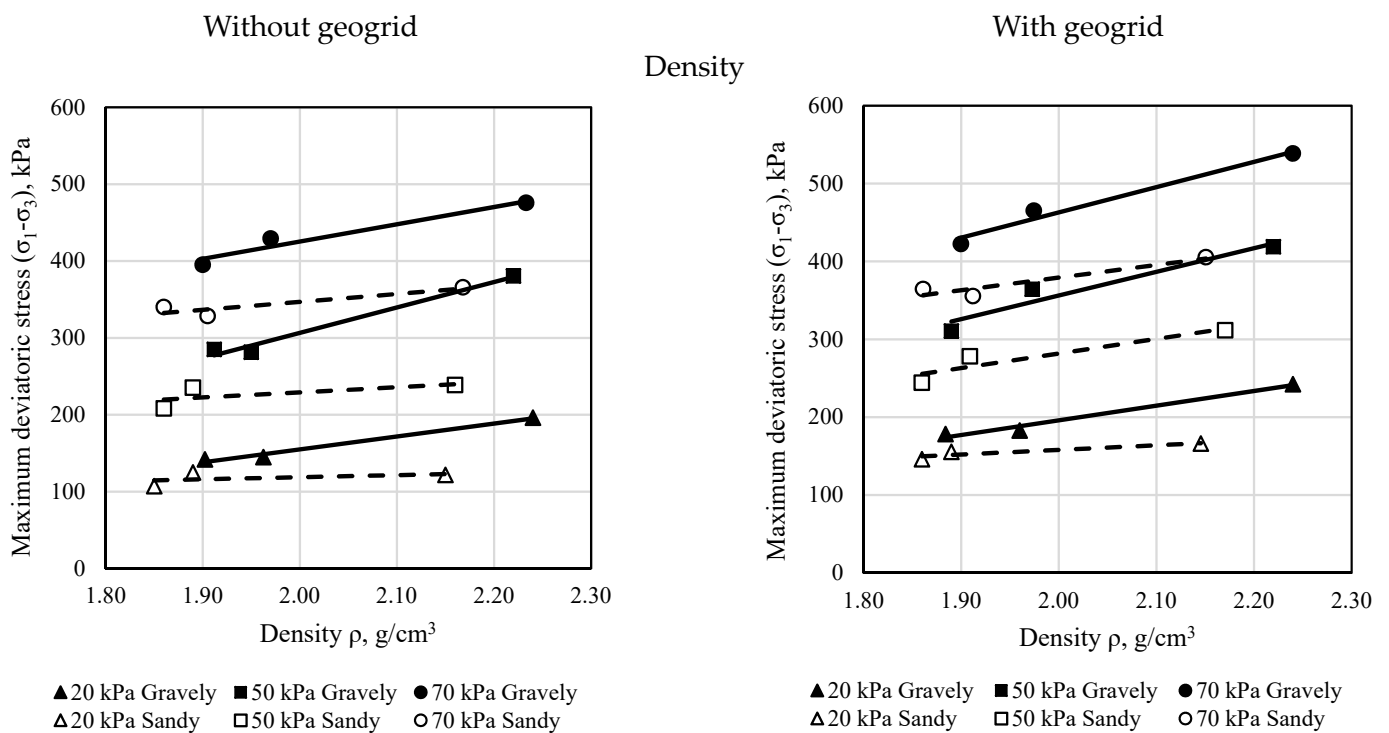 Without geogrid
With geogrid
Density
Maximum deviatoric stress (σ1-σ3), kPa
600
500
400
300
200
100
0
1.80 1.90 2.00 2.10 2.20 2.30
Density ρ, g/cm³
▲ 20 kPa Gravely ■ 50 kPa Gravely ● 70 kPa Gravely
△ 20 kPa Sandy □ 50 kPa Sandy ○ 70 kPa Sandy
Maximum deviatoric stress (σ1-σ3), kPa
600
500
400
300
200
100
0
1.80 1.90 2.00 2.10 2.20 2.30
Density ρ, g/cm³
▲ 20 kPa Gravely ■ 50 kPa Gravely ● 70 kPa Gravely
△ 20 kPa Sandy □ 50 kPa Sandy ○ 70 kPa Sandy